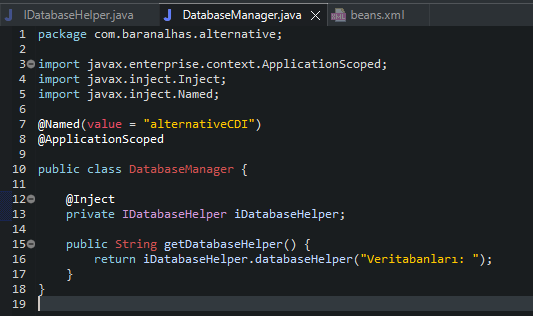 IDatabaseHelper.java DatabaseManager.java beans.xml
1 package com.baranalhas.alternative;
2
3 import javax.enterprise.context.ApplicationScoped;
4 import javax.inject.Inject;
5 import javax.inject.Named;
6
7 @Named(value = "alternativeCDI")
8 @ApplicationScoped
9
10 public class DatabaseManager {
11
12 @Inject
13 private IDatabaseHelper iDatabaseHelper;
14
15 public String getDatabaseHelper() {
16 return iDatabaseHelper.databaseHelper("Veritabanları: ");
17 }
18 }
19